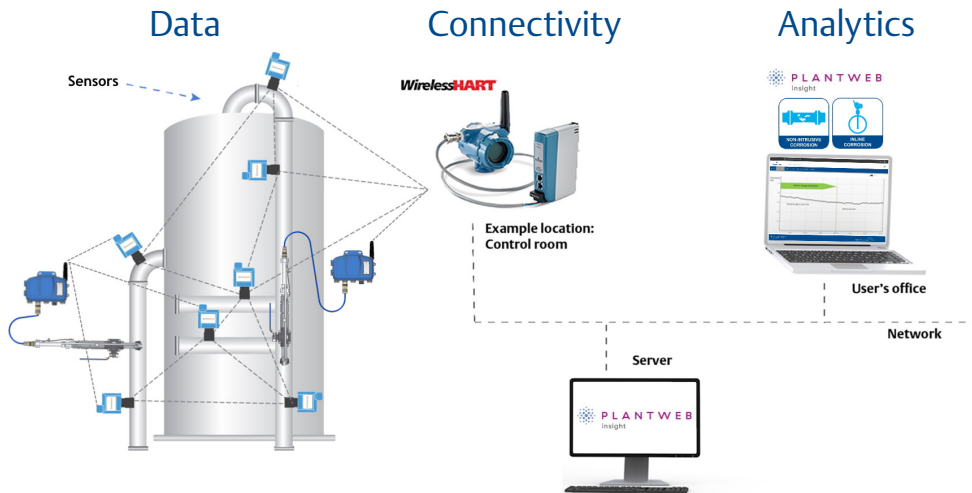 Data
Connectivity
Analytics
Sensors
WirelessHART
PLANTWEB
Insight
NON-INTRUSIVE
CORROSION
INLINE
CORROSION
Example location:
Control room
User's office
Network
Server
PLANTWEB
Insight